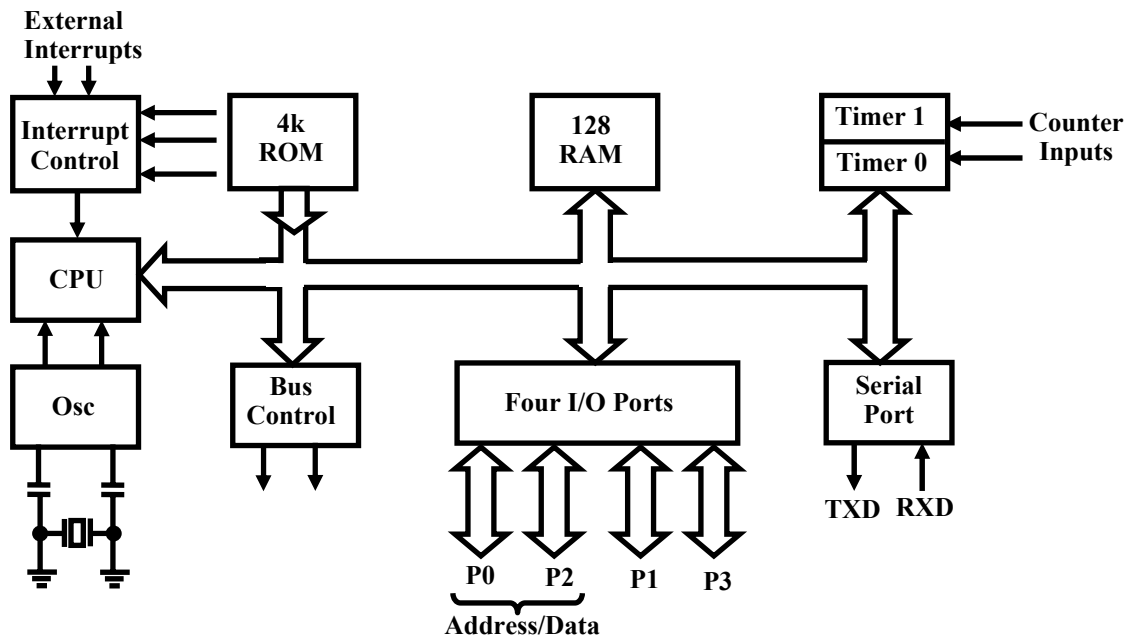 External
Interrupts
Interrupt
Control
4k
ROM
128
RAM
Timer 1
Timer 0
Counter
Inputs
CPU
Osc
Bus
Control
Four I/O Ports
Serial
Port
TXD RXD
P0 P2 P1 P3
Address/Data